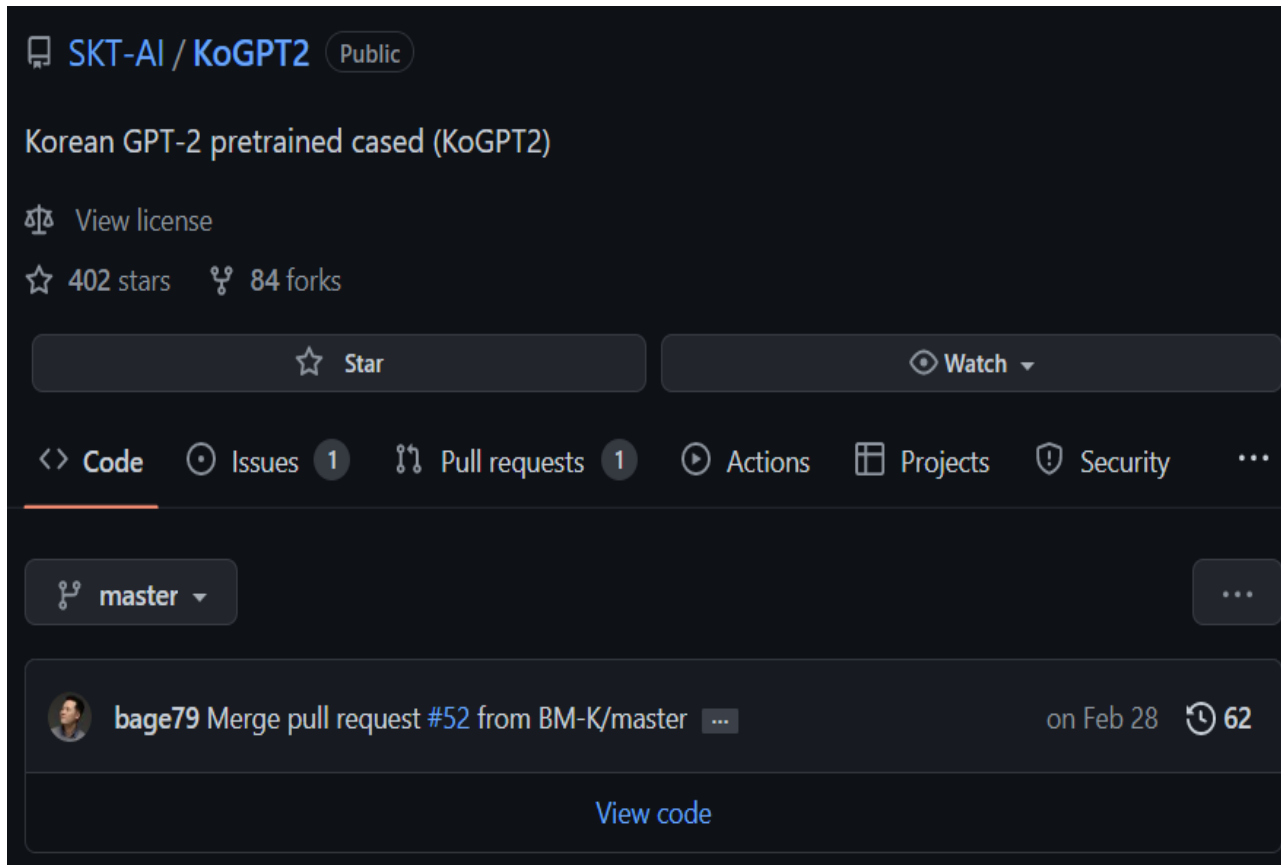 SKT-AI / KoGPT2 Public
Korean GPT-2 pretrained cased (KoGPT2)
View license
402 stars 84 forks
Star Watch
Code Issues 1 Pull requests 1 Actions Projects Security ...
master ...
bage79 Merge pull request #52 from BM-K/master ... on Feb 28 62
View code